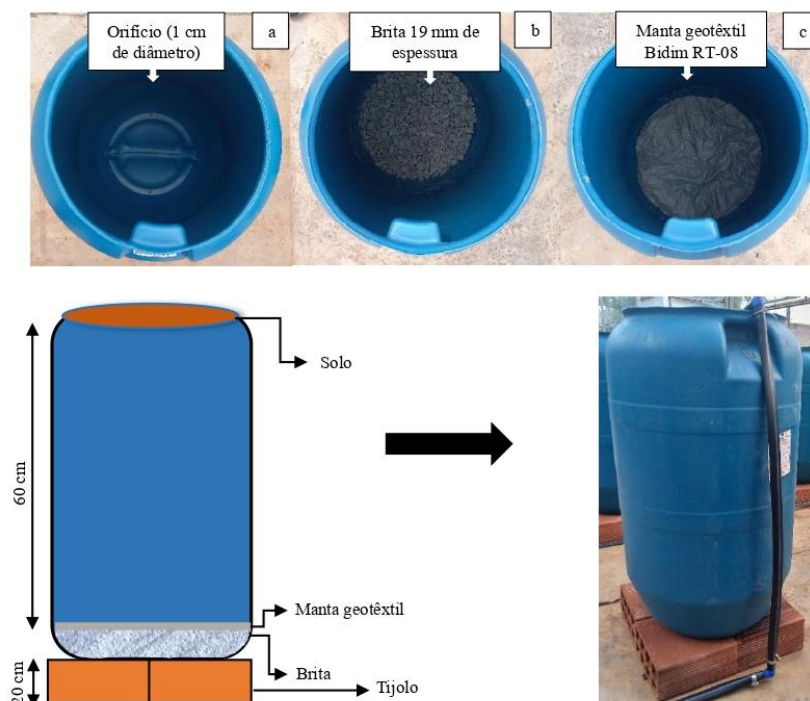 Orifício (1 cm
de diâmetro)
a
Brita 19 mm de
espessura
b
Manta geotêxtil
Bidim RT-08
c
Solo
60 cm
Manta geotêxtil
Brita
Tijolo
20 cm